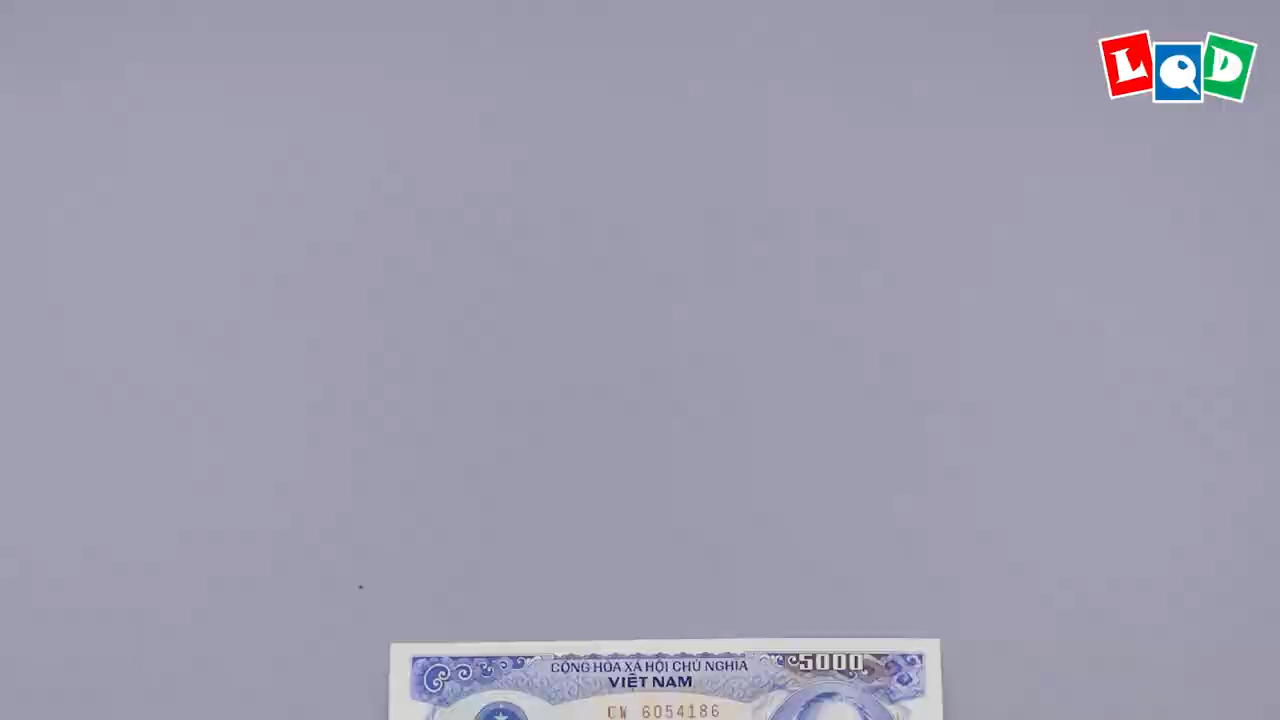 LQD
CỘNG HÒA XÃ HỘI CHỦ NGHĨA
5000
VIỆT NAM
CW 6054186